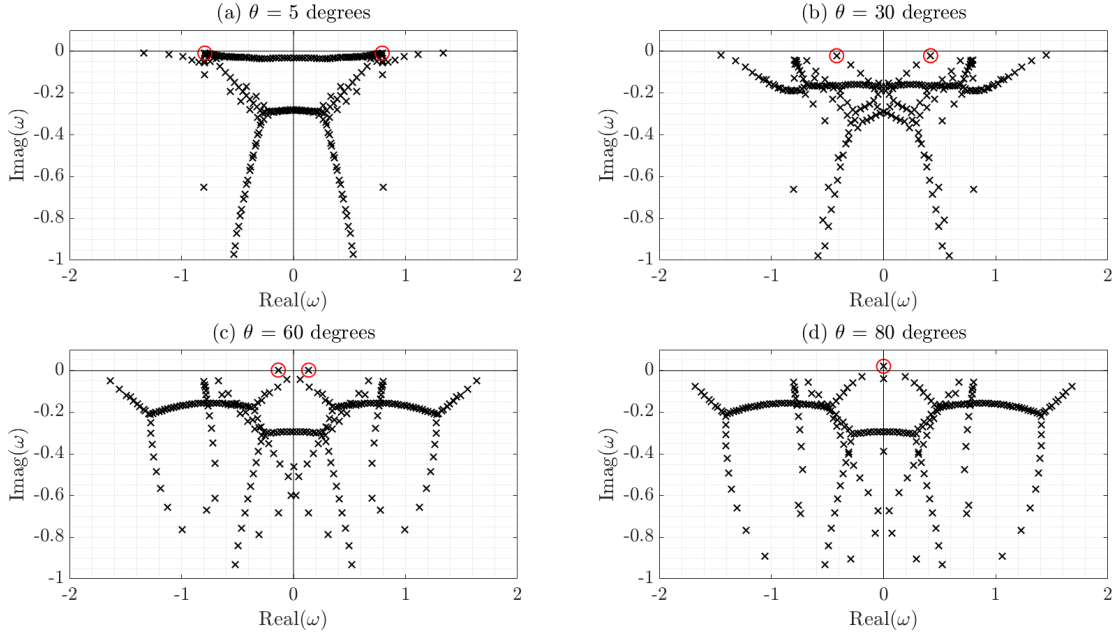 (a) θ = 5 degrees
0
-0.2
-0.4
-0.6
-0.8
-1
Imag(ω)
-2 -1 0 1 2
Real(ω)
(b) θ = 30 degrees
0
-0.2
-0.4
-0.6
-0.8
-1
Imag(ω)
-2 -1 0 1 2
Real(ω)
(c) θ = 60 degrees
0
-0.2
-0.4
-0.6
-0.8
-1
Imag(ω)
-2 -1 0 1 2
Real(ω)
(d) θ = 80 degrees
0
-0.2
-0.4
-0.6
-0.8
-1
Imag(ω)
-2 -1 0 1 2
Real(ω)